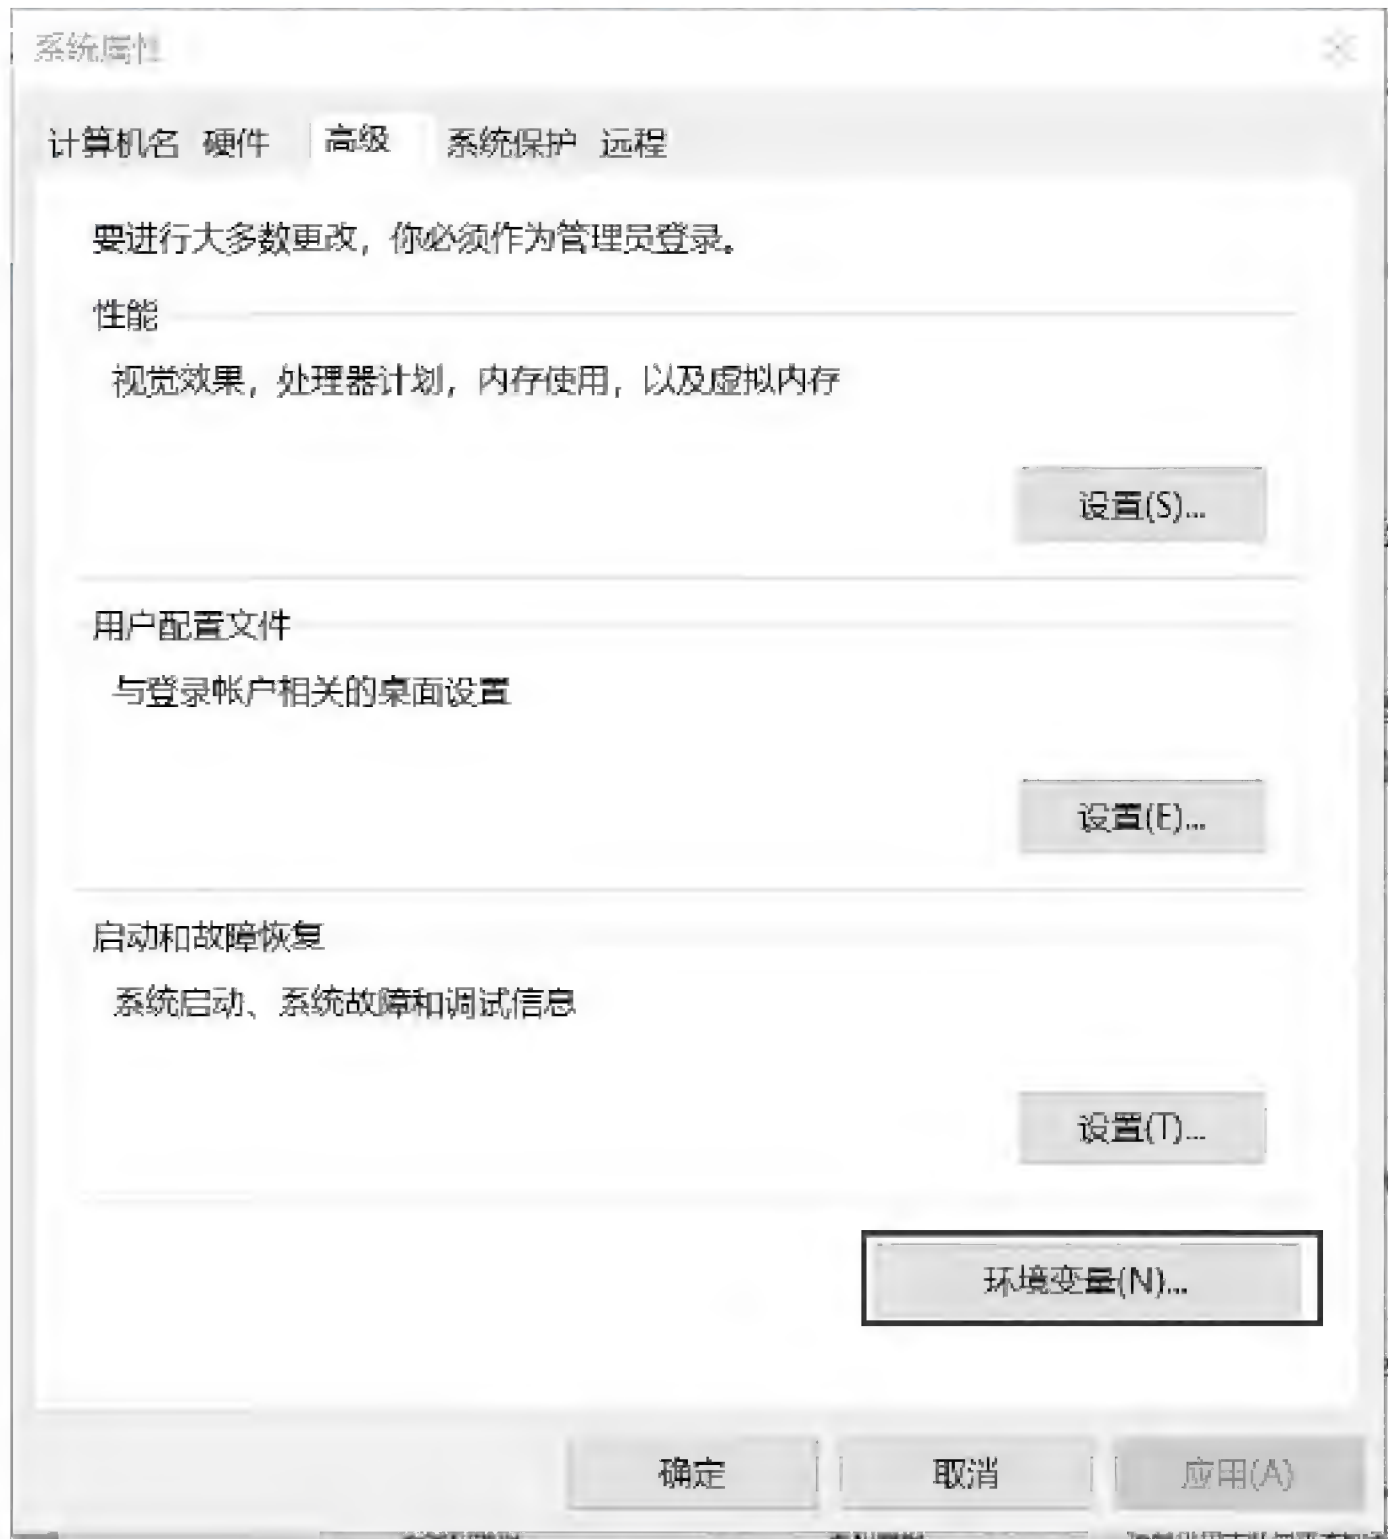 系统属性
计算机名 硬件 高级 系统保护 远程
要进行大多数更改，你必须作为管理员登录。
性能
视觉效果，处理器计划，内存使用，以及虚拟内存
设置(S)...
用户配置文件
与登录帐户相关的桌面设置
设置(E)...
启动和故障恢复
系统启动、系统故障和调试信息
设置(T)...
环境变量(N)...
确定 取消 应用(A)